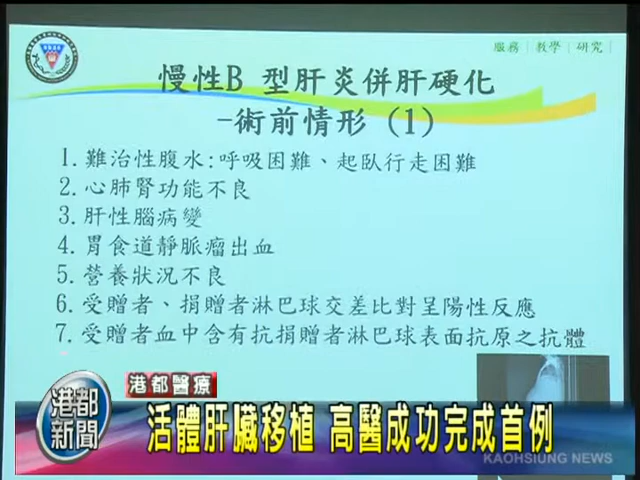 服務 | 教學 | 研究
慢性B 型肝炎併肝硬化
-術前情形 (1)
1. 難治性腹水:呼吸困難、起臥行走困難
2. 心肺腎功能不良
3. 肝性腦病變
4. 胃食道靜脈瘤出血
5. 營養狀況不良
6. 受贈者、捐贈者淋巴球交差比對呈陽性反應
7. 受贈者血中含有抗捐贈者淋巴球表面抗原之抗體
港都醫療
港都
新聞
活體肝臟移植 高醫成功完成首例
KAOHSIUNG NEWS